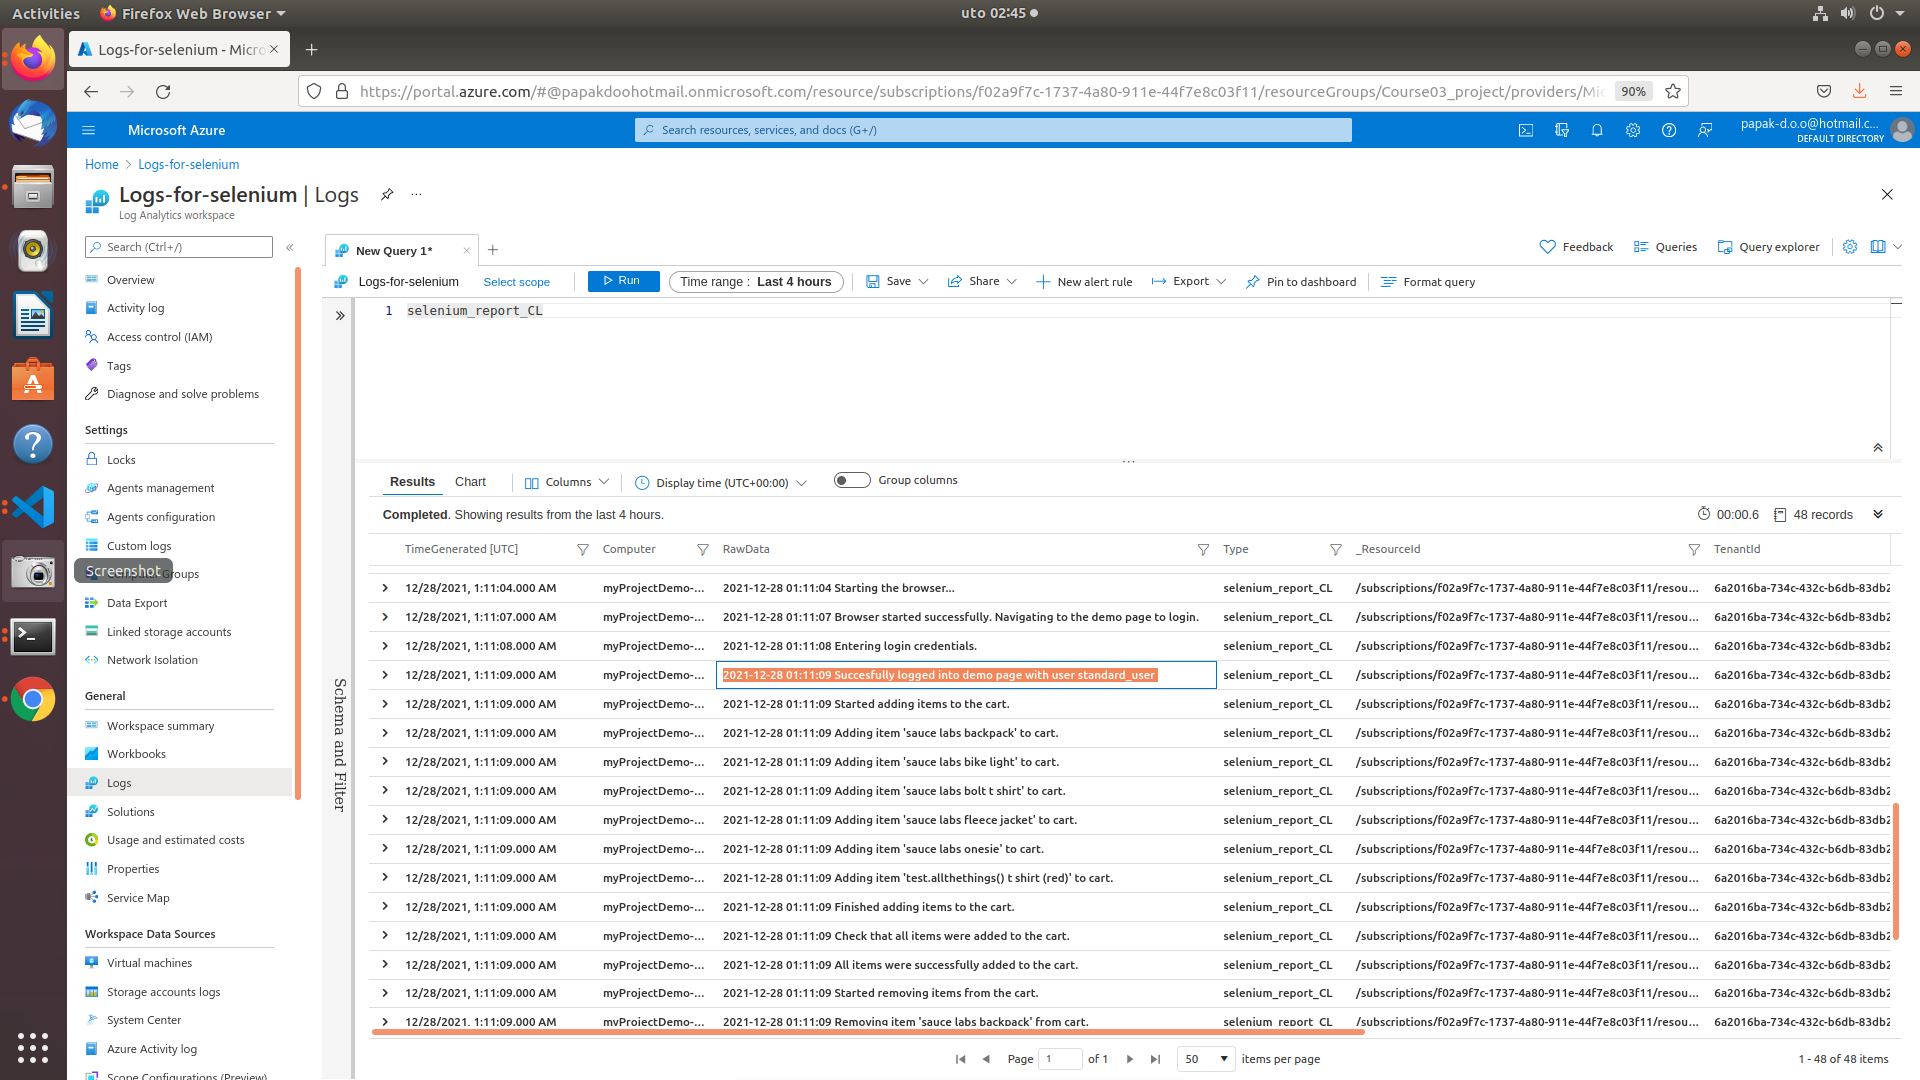 Activities
Firefox Web Browser
uto 02:45
Logs-for-selenium - Micro
https://portal.azure.com/#@papakdoohotmail.onmicrosoft.com/resource/subscriptions/f02a9f7c-1737-4a80-911e-44f7e8c03f11/resourceGroups/Course03_project/providers/Mic
90%
Microsoft Azure
Search resources, services, and docs (G+/)
papak-d.o.o@hotmail.c...
DEFAULT DIRECTORY
Home > Logs-for-selenium
Logs-for-selenium | Logs
Log Analytics workspace
Search (Ctrl+/)
Overview
Activity log
Access control (IAM)
Tags
Diagnose and solve problems
Settings
Locks
Agents management
Agents configuration
Custom logs
Screenshot
Groups
Data Export
Linked storage accounts
Network Isolation
General
Workspace summary
Workbooks
Logs
Solutions
Usage and estimated costs
Properties
Service Map
Workspace Data Sources
Virtual machines
Storage accounts logs
System Center
Azure Activity log
Scope Configurations (Preview)
New Query 1*
Feedback
Queries
Query explorer
Logs-for-selenium
Select scope
Run
Time range : Last 4 hours
Save
Share
New alert rule
Export
Pin to dashboard
Format query
1 selenium_report_CL
Schema and Filter
Results
Chart
Columns
Display time (UTC+00:00)
Group columns
Completed. Showing results from the last 4 hours.
00:00.6
48 records
TimeGenerated [UTC] Computer RawData Type _ResourceId TenantId
12/28/2021, 1:11:04.000 AM myProjectDemo-... 2021-12-28 01:11:04 Starting the browser... selenium_report_CL /subscriptions/f02a9f7c-1737-4a80-911e-44f7e8c03f11/resou... 6a2016ba-734c-432c-b6db-83db2
12/28/2021, 1:11:07.000 AM myProjectDemo-... 2021-12-28 01:11:07 Browser started successfully. Navigating to the demo page to login. selenium_report_CL /subscriptions/f02a9f7c-1737-4a80-911e-44f7e8c03f11/resou... 6a2016ba-734c-432c-b6db-83db2
12/28/2021, 1:11:08.000 AM myProjectDemo-... 2021-12-28 01:11:08 Entering login credentials. selenium_report_CL /subscriptions/f02a9f7c-1737-4a80-911e-44f7e8c03f11/resou... 6a2016ba-734c-432c-b6db-83db2
12/28/2021, 1:11:09.000 AM myProjectDemo-... 2021-12-28 01:11:09 Succesfully logged into demo page with user standard_user selenium_report_CL /subscriptions/f02a9f7c-1737-4a80-911e-44f7e8c03f11/resou... 6a2016ba-734c-432c-b6db-83db2
12/28/2021, 1:11:09.000 AM myProjectDemo-... 2021-12-28 01:11:09 Started adding items to the cart. selenium_report_CL /subscriptions/f02a9f7c-1737-4a80-911e-44f7e8c03f11/resou... 6a2016ba-734c-432c-b6db-83db2
12/28/2021, 1:11:09.000 AM myProjectDemo-... 2021-12-28 01:11:09 Adding item 'sauce labs backpack' to cart. selenium_report_CL /subscriptions/f02a9f7c-1737-4a80-911e-44f7e8c03f11/resou... 6a2016ba-734c-432c-b6db-83db2
12/28/2021, 1:11:09.000 AM myProjectDemo-... 2021-12-28 01:11:09 Adding item 'sauce labs bike light' to cart. selenium_report_CL /subscriptions/f02a9f7c-1737-4a80-911e-44f7e8c03f11/resou... 6a2016ba-734c-432c-b6db-83db2
12/28/2021, 1:11:09.000 AM myProjectDemo-... 2021-12-28 01:11:09 Adding item 'sauce labs bolt t shirt' to cart. selenium_report_CL /subscriptions/f02a9f7c-1737-4a80-911e-44f7e8c03f11/resou... 6a2016ba-734c-432c-b6db-83db2
12/28/2021, 1:11:09.000 AM myProjectDemo-... 2021-12-28 01:11:09 Adding item 'sauce labs fleece jacket' to cart. selenium_report_CL /subscriptions/f02a9f7c-1737-4a80-911e-44f7e8c03f11/resou... 6a2016ba-734c-432c-b6db-83db2
12/28/2021, 1:11:09.000 AM myProjectDemo-... 2021-12-28 01:11:09 Adding item 'sauce labs onesie' to cart. selenium_report_CL /subscriptions/f02a9f7c-1737-4a80-911e-44f7e8c03f11/resou... 6a2016ba-734c-432c-b6db-83db2
12/28/2021, 1:11:09.000 AM myProjectDemo-... 2021-12-28 01:11:09 Adding item 'test.allthethings() t shirt (red)' to cart. selenium_report_CL /subscriptions/f02a9f7c-1737-4a80-911e-44f7e8c03f11/resou... 6a2016ba-734c-432c-b6db-83db2
12/28/2021, 1:11:09.000 AM myProjectDemo-... 2021-12-28 01:11:09 Finished adding items to the cart. selenium_report_CL /subscriptions/f02a9f7c-1737-4a80-911e-44f7e8c03f11/resou... 6a2016ba-734c-432c-b6db-83db2
12/28/2021, 1:11:09.000 AM myProjectDemo-... 2021-12-28 01:11:09 Check that all items were added to the cart. selenium_report_CL /subscriptions/f02a9f7c-1737-4a80-911e-44f7e8c03f11/resou... 6a2016ba-734c-432c-b6db-83db2
12/28/2021, 1:11:09.000 AM myProjectDemo-... 2021-12-28 01:11:09 All items were successfully added to the cart. selenium_report_CL /subscriptions/f02a9f7c-1737-4a80-911e-44f7e8c03f11/resou... 6a2016ba-734c-432c-b6db-83db2
12/28/2021, 1:11:09.000 AM myProjectDemo-... 2021-12-28 01:11:09 Started removing items from the cart. selenium_report_CL /subscriptions/f02a9f7c-1737-4a80-911e-44f7e8c03f11/resou... 6a2016ba-734c-432c-b6db-83db2
12/28/2021, 1:11:09.000 AM myProjectDemo-... 2021-12-28 01:11:09 Removing item 'sauce labs backpack' from cart. selenium_report_CL /subscriptions/f02a9f7c-1737-4a80-911e-44f7e8c03f11/resou... 6a2016ba-734c-432c-b6db-83db2
Page 1 of 1
50 items per page
1 - 48 of 48 items